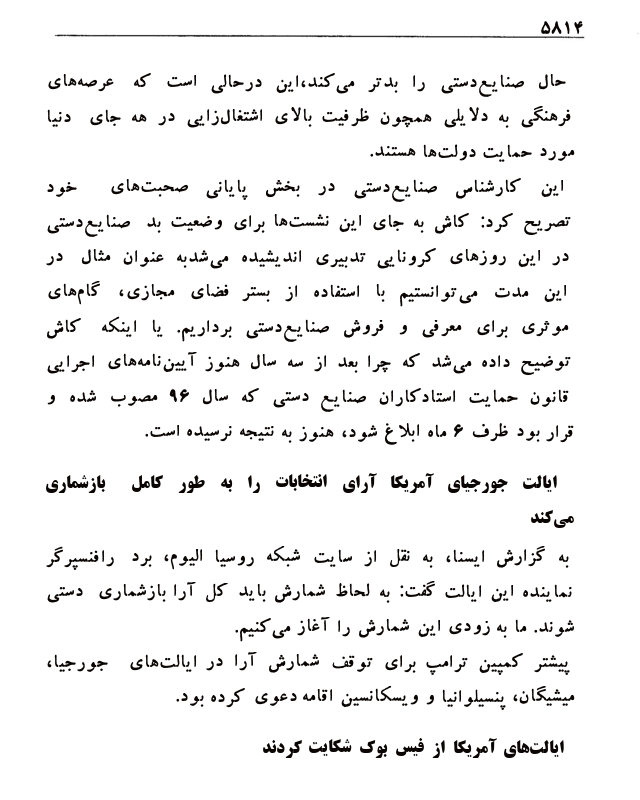 ۵۸۱۴
حال صنایع‌دستی را بدتر می‌کند،این درحالی است که عرصه‌های
فرهنگی به دلایلی همچون ظرفیت بالای اشتغال‌زایی در هه جای دنیا
مورد حمایت دولت‌ها هستند.
این کارشناس صنایع‌دستی در بخش پایانی صحبت‌های خود
تصریح کرد: کاش به جای این نشست‌ها برای وضعیت بد صنایع‌دستی
در این روزهای کرونایی تدبیری اندیشیده می‌شدبه عنوان مثال در
این مدت می‌توانستیم با استفاده از بستر فضای مجازی، گام‌های
موثری برای معرفی و فروش صنایع‌دستی برداریم. یا اینکه کاش
توضیح داده می‌شد که چرا بعد از سه سال هنوز آیین‌نامه‌های اجرایی
قانون حمایت استادکاران صنایع دستی که سال ۹۶ مصوب شده و
قرار بود ظرف ۶ ماه ابلاغ شود، هنوز به نتیجه نرسیده است.
ایالت جورجیای آمریکا آرای انتخابات را به طور کامل بازشماری
می‌کند
به گزارش ایسنا، به نقل از سایت شبکه روسیا الیوم، برد رافنسپرگر
نماینده این ایالت گفت: به لحاظ شمارش باید کل آرا بازشماری دستی
شوند. ما به زودی این شمارش را آغاز می‌کنیم.
پیشتر کمپین ترامپ برای توقف شمارش آرا در ایالت‌های جورجیا،
میشیگان، پنسیلوانیا و ویسکانسین اقامه دعوی کرده بود.
ایالت‌های آمریکا از فیس بوک شکایت کردند